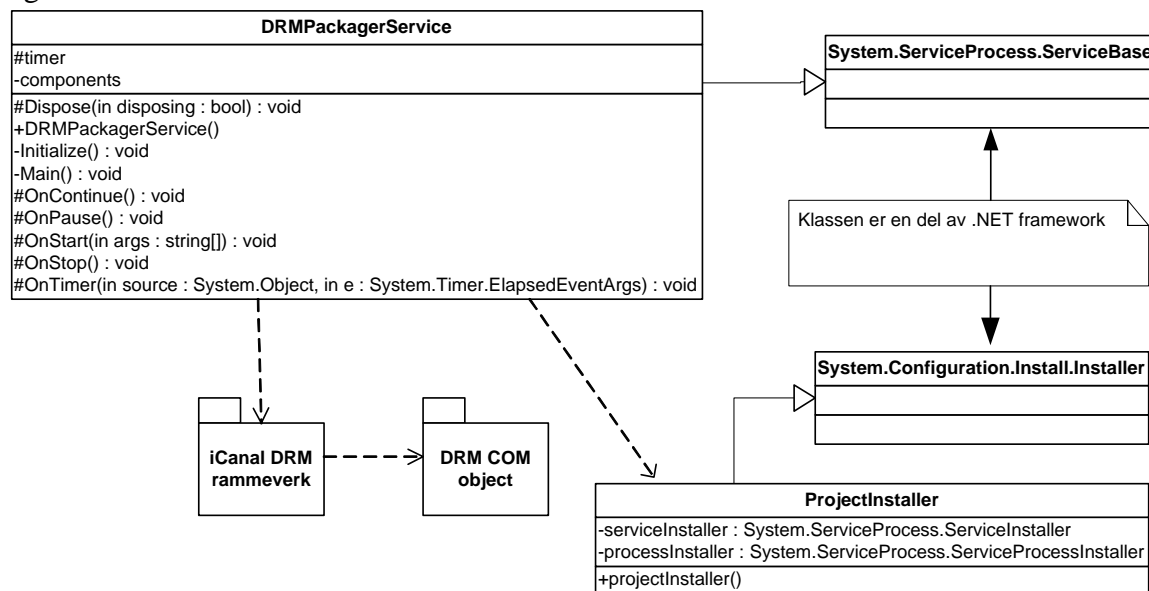 DRMPackagerService
#timer
-components
#Dispose(in disposing : bool) : void
+DRMPackagerService()
-Initialize() : void
-Main() : void
#OnContinue() : void
#OnPause() : void
#OnStart(in args : string[]) : void
#OnStop() : void
#OnTimer(in source : System.Object, in e : System.Timer.ElapsedEventArgs) : void
System.ServiceProcess.ServiceBase
Klassen er en del av .NET framework
System.Configuration.Install.Installer
iCanal DRM
rammeverk
DRM COM
object
ProjectInstaller
-serviceInstaller : System.ServiceProcess.ServiceInstaller
-processInstaller : System.ServiceProcess.ServiceProcessInstaller
+projectInstaller()